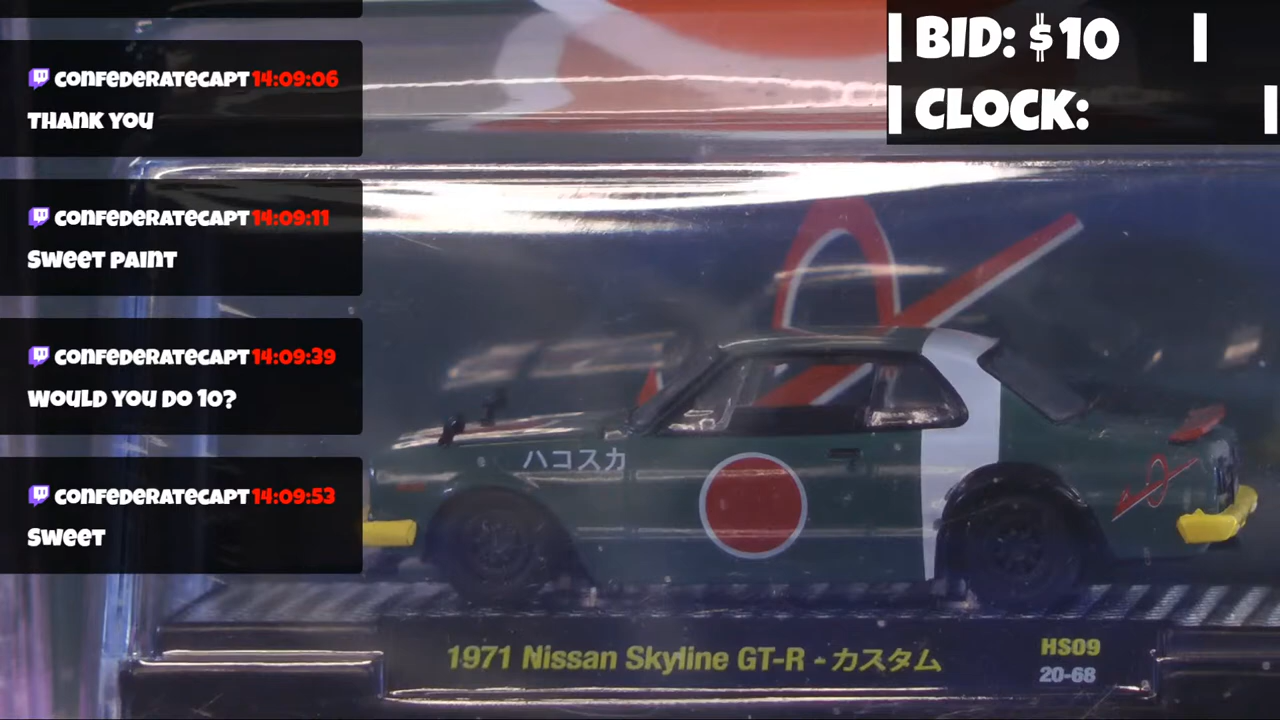 CONFEDERATECAPT 14:09:06
THANK YOU
CONFEDERATECAPT 14:09:11
SWEET PAINT
CONFEDERATECAPT 14:09:39
WOULD YOU DO 10?
CONFEDERATECAPT 14:09:53
SWEET
| BID: $10 |
| CLOCK: |
ハコスカ
1971 Nissan Skyline GT-R - カスタム
HS09
20-68